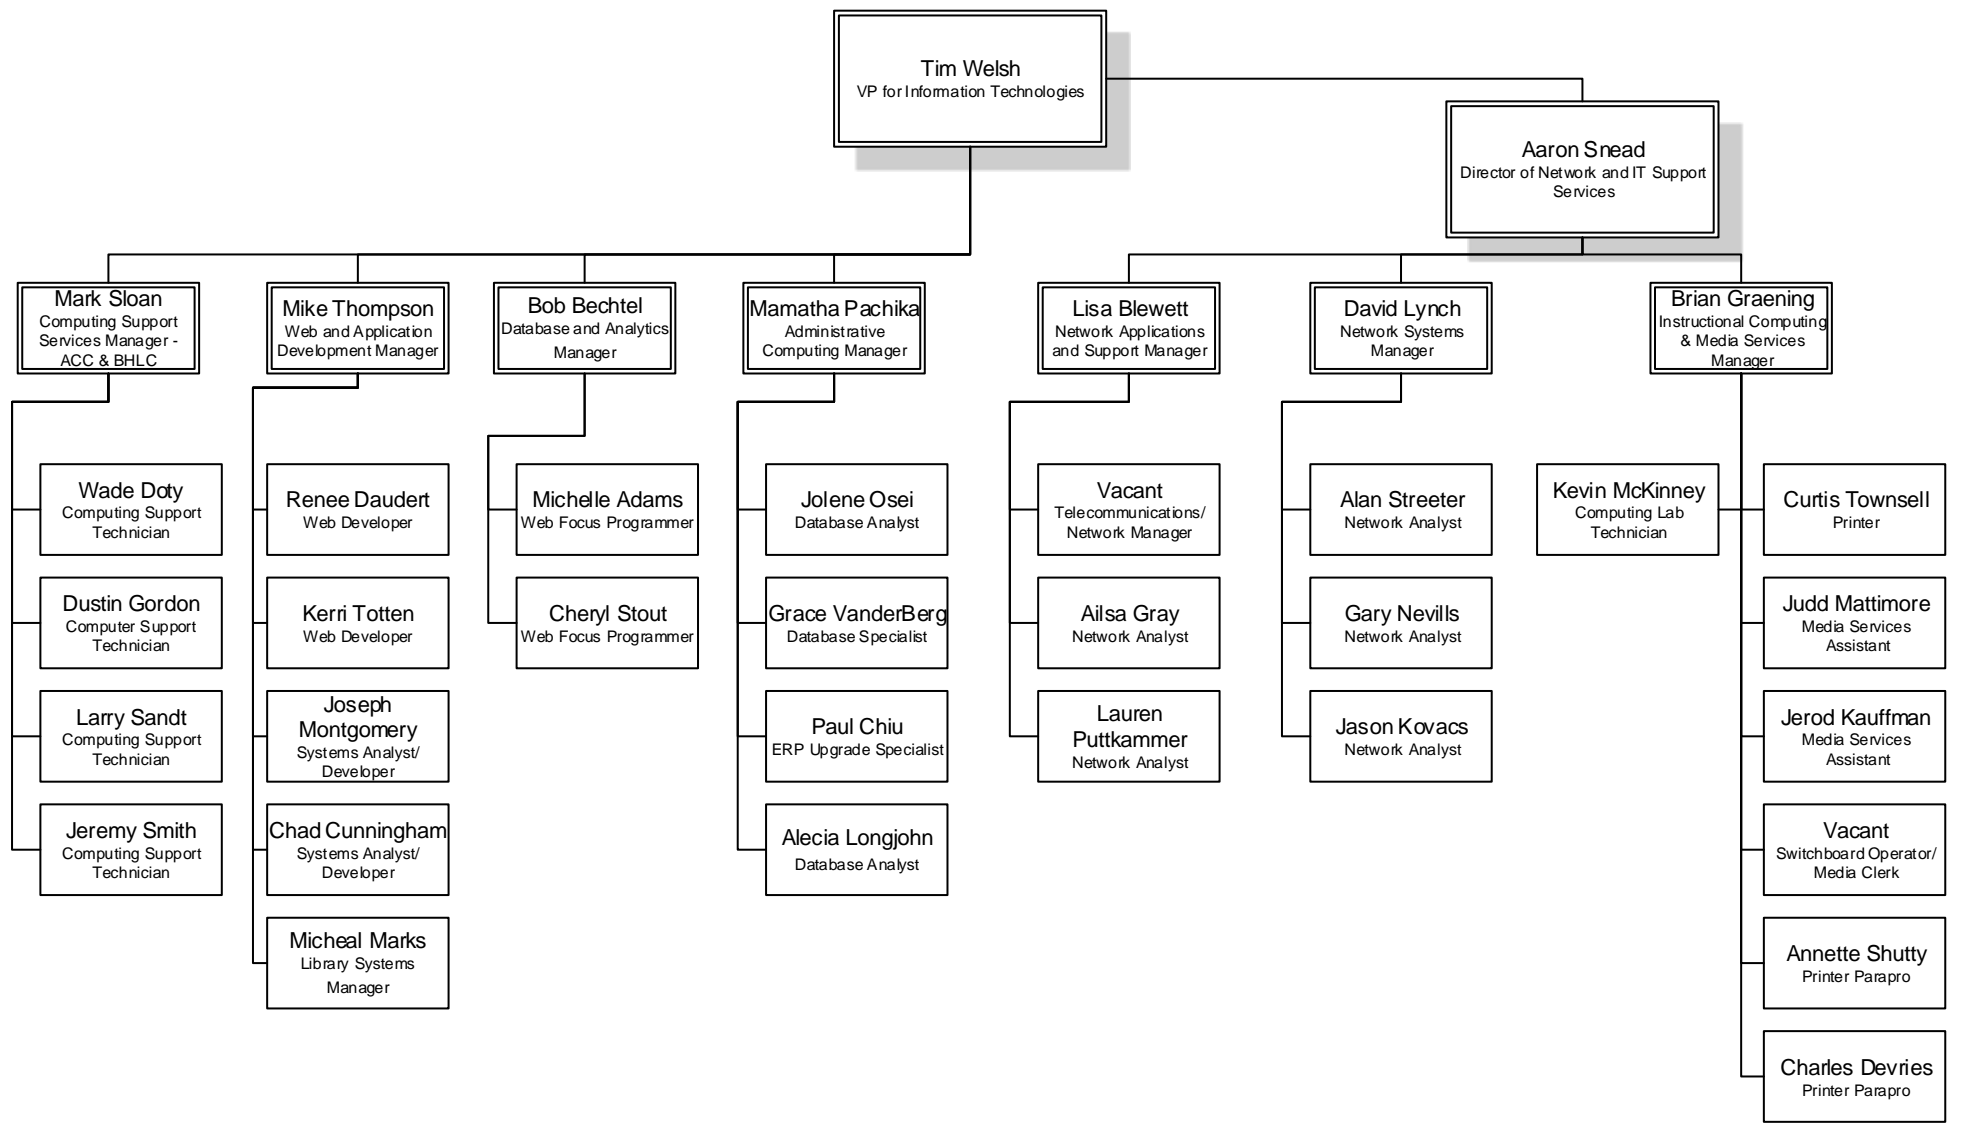 Tim Welsh
VP for Information Technologies
Aaron Snead
Director of Network and IT Support
Services
Mark Sloan
Computing Support
Services Manager -
ACC & BHLC
Mike Thompson
Web and Application
Development Manager
Bob Bechtel
Database and Analytics
Manager
Mamatha Pachika
Administrative
Computing Manager
Lisa Blewett
Network Applications
and Support Manager
David Lynch
Network Systems
Manager
Brian Graening
Instructional Computing
& Media Services
Manager
Wade Doty
Computing Support
Technician
Renee Daudert
Web Developer
Michelle Adams
Web Focus Programmer
Jolene Osei
Database Analyst
Vacant
Telecommunications/
Network Manager
Alan Streeter
Network Analyst
Kevin McKinney
Computing Lab
Technician
Curtis Townsell
Printer
Dustin Gordon
Computer Support
Technician
Kerri Totten
Web Developer
Cheryl Stout
Web Focus Programmer
Grace VanderBerg
Database Specialist
Ailsa Gray
Network Analyst
Gary Nevills
Network Analyst
Judd Mattimore
Media Services
Assistant
Larry Sandt
Computing Support
Technician
Joseph
Montgomery
Systems Analyst/
Developer
Paul Chiu
ERP Upgrade Specialist
Lauren
Puttkammer
Network Analyst
Jason Kovacs
Network Analyst
Jerod Kauffman
Media Services
Assistant
Jeremy Smith
Computing Support
Technician
Chad Cunningham
Systems Analyst/
Developer
Alecia Longjohn
Database Analyst
Vacant
Switchboard Operator/
Media Clerk
Micheal Marks
Library Systems
Manager
Annette Shutty
Printer Parapro
Charles Devries
Printer Parapro